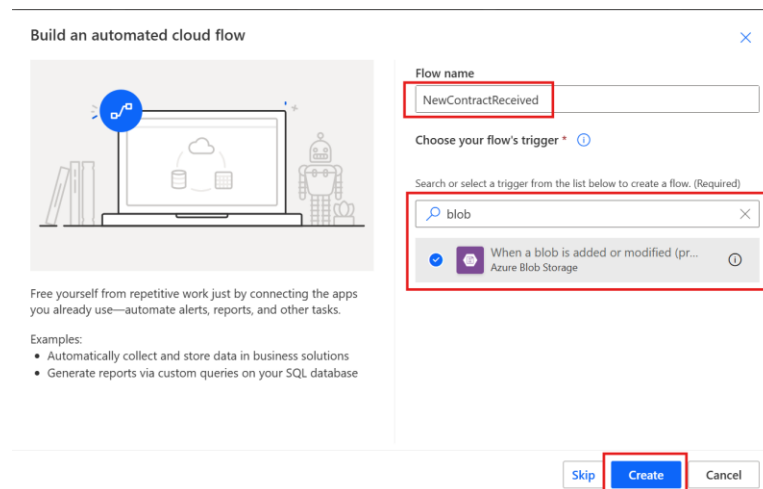 Build an automated cloud flow
Free yourself from repetitive work just by connecting the apps
you already use—automate alerts, reports, and other tasks.
Examples:
• Automatically collect and store data in business solutions
• Generate reports via custom queries on your SQL database
Flow name
NewContractReceived
Choose your flow's trigger *
Search or select a trigger from the list below to create a flow. (Required)
blob
When a blob is added or modified (pr...
Azure Blob Storage
Skip
Create
Cancel